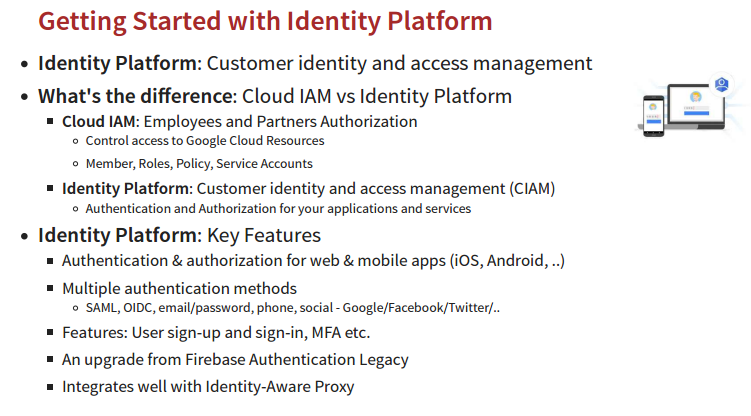 Getting Started with Identity Platform
Identity Platform: Customer identity and access management
What's the difference: Cloud IAM vs Identity Platform
Cloud IAM: Employees and Partners Authorization
Control access to Google Cloud Resources
Member, Roles, Policy, Service Accounts
Identity Platform: Customer identity and access management (CIAM)
Authentication and Authorization for your applications and services
Identity Platform: Key Features
Authentication & authorization for web & mobile apps (iOS, Android, ..)
Multiple authentication methods
SAML, OIDC, email/password, phone, social - Google/Facebook/Twitter/..
Features: User sign-up and sign-in, MFA etc.
An upgrade from Firebase Authentication Legacy
Integrates well with Identity-Aware Proxy